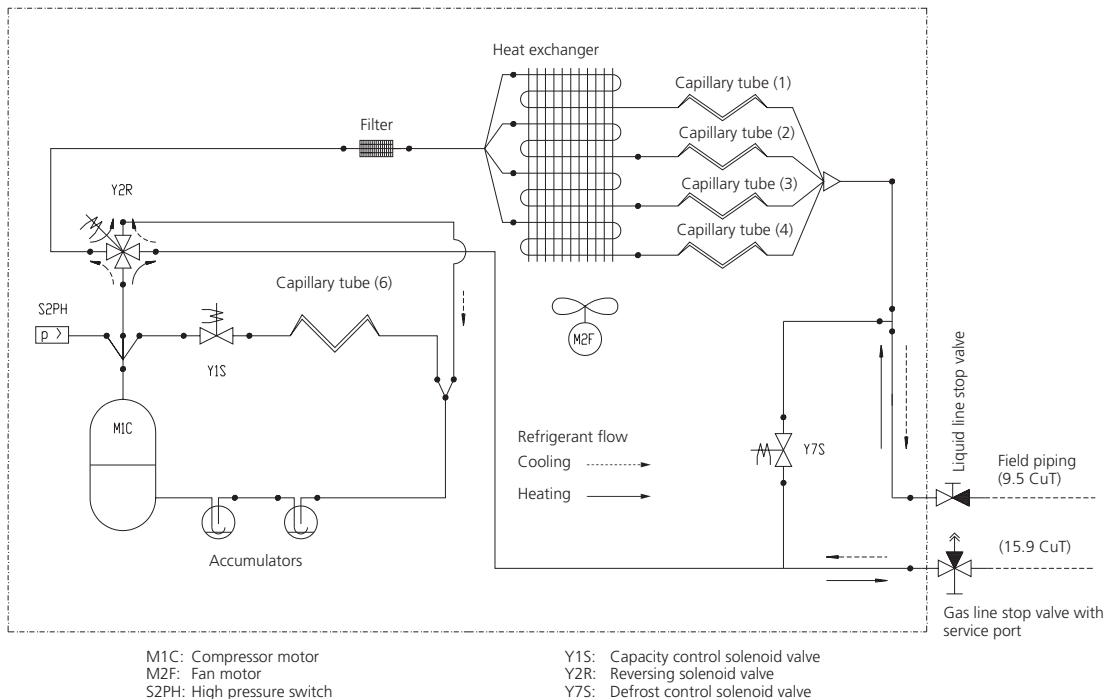 Heat exchanger
Capillary tube (1)
Filter
Capillary tube (2)
Y2R
Capillary tube (3)
Capillary tube (4)
Capillary tube (6)
S2PH
p >
M2F
Y1S
Liquid line stop valve
M1C
Refrigerant flow
Y7S
Cooling
Field piping
(9.5 CuT)
Heating
(15.9 CuT)
Accumulators
Gas line stop valve with
service port
M1C: Compressor motor
M2F: Fan motor
S2PH: High pressure switch
Y1S: Capacity control solenoid valve
Y2R: Reversing solenoid valve
Y7S: Defrost control solenoid valve